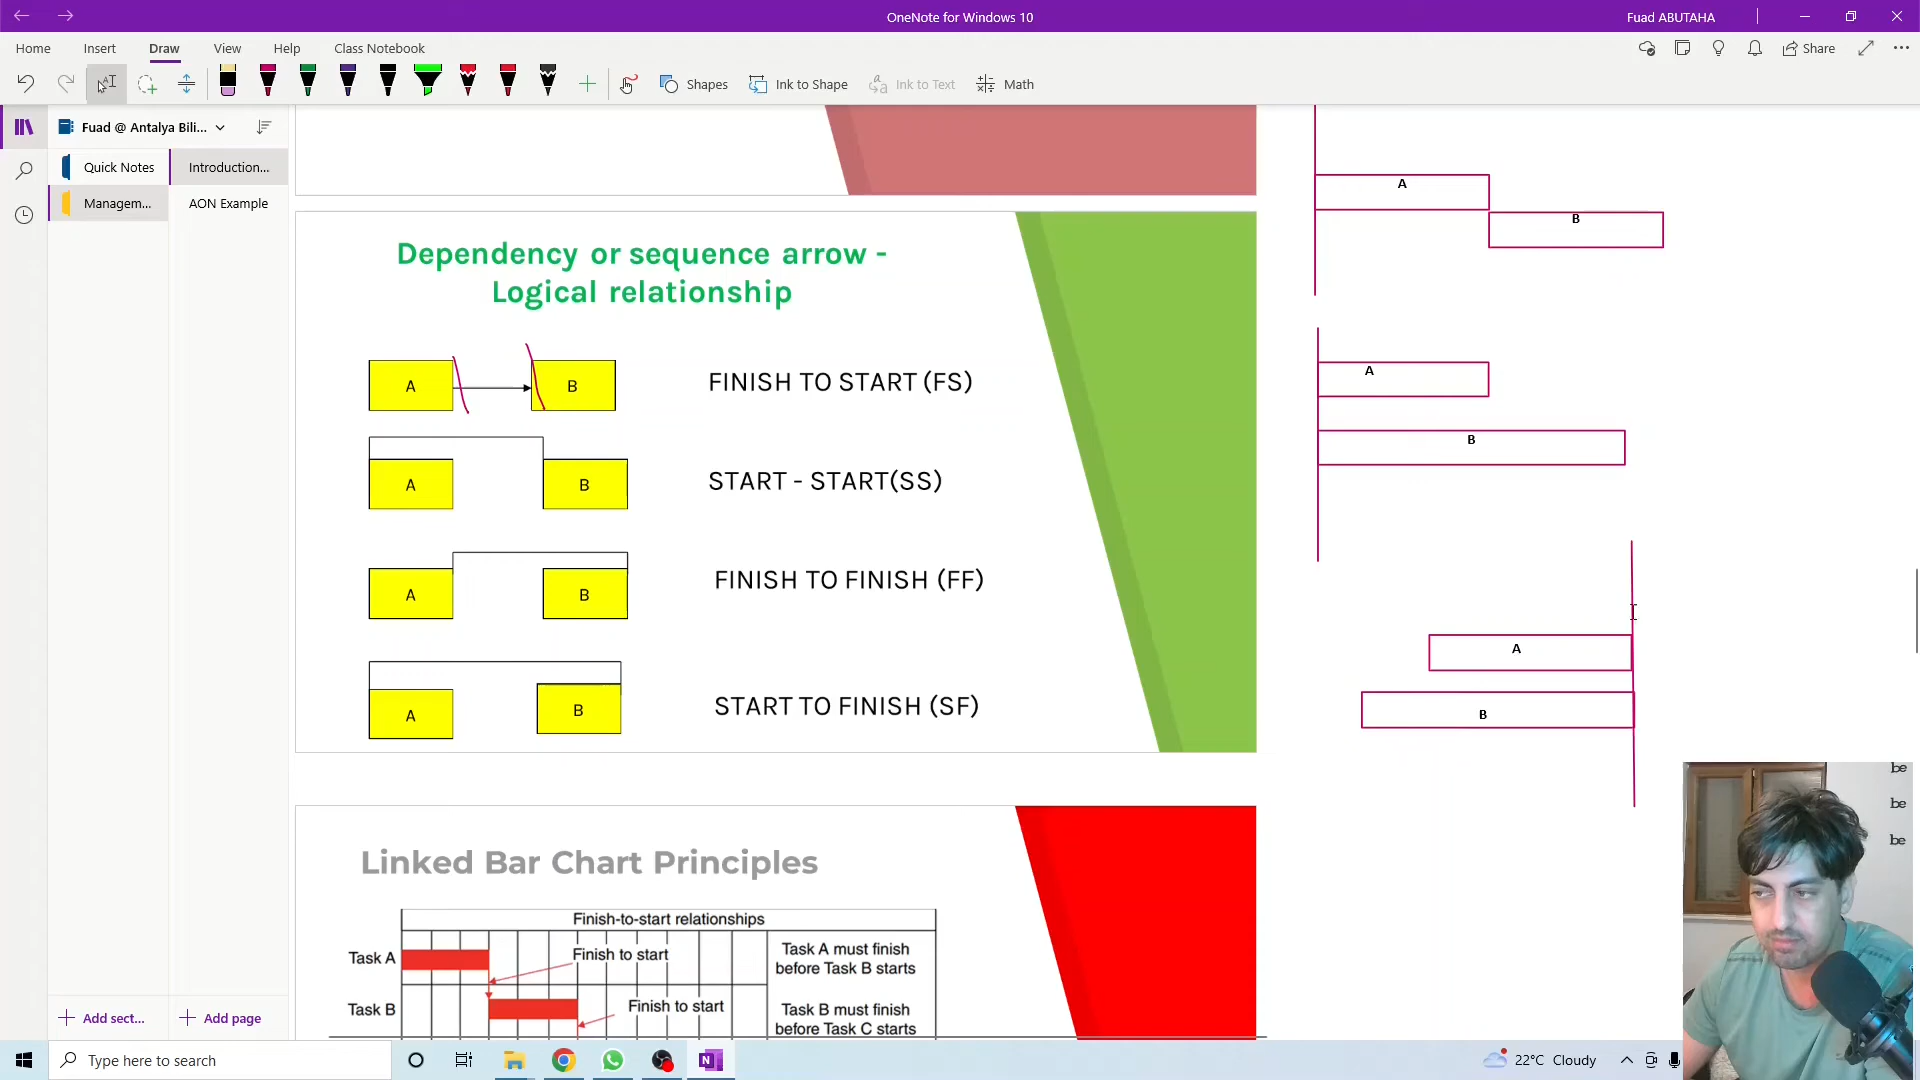 OneNote for Windows 10
Fuad ABUTAHA
Home
Insert
Draw
View
Help
Class Notebook
Share
Shapes
Ink to Shape
Ink to Text
Math
Fuad @ Antalya Bili...
Quick Notes
Introduction...
Managem...
AON Example
Dependency or sequence arrow -
Logical relationship
A
B
FINISH TO START (FS)
A
B
START - START(SS)
A
B
FINISH TO FINISH (FF)
A
B
START TO FINISH (SF)
A
B
A
B
A
B
be
be
be
Linked Bar Chart Principles
Finish-to-start relationships
Task A
Finish to start
Task A must finish
before Task B starts
Task B
Finish to start
Task B must finish
before Task C starts
Add sect...
Add page
Type here to search
N
22°C Cloudy